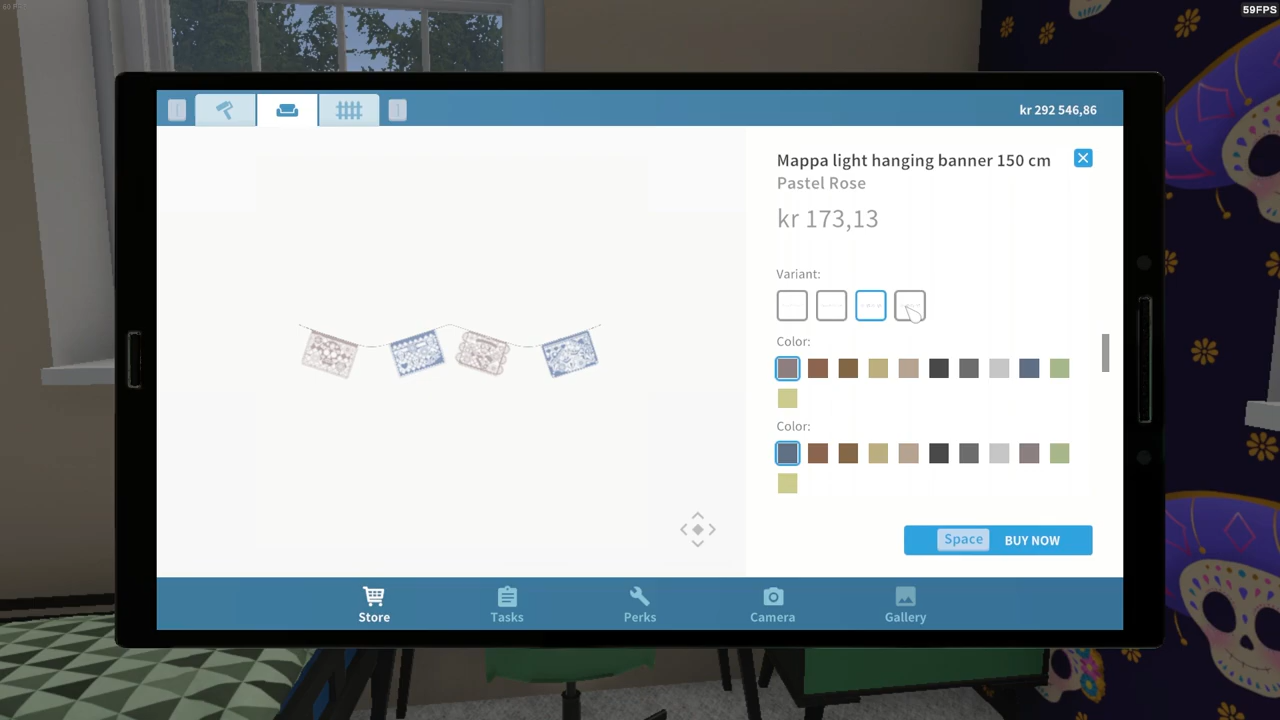 59FPS
kr 292 546,86
Mappa light hanging banner 150 cm
Pastel Rose
kr 173,13
Variant:
Color:
Color:
Space BUY NOW
Store Tasks Perks Camera Gallery